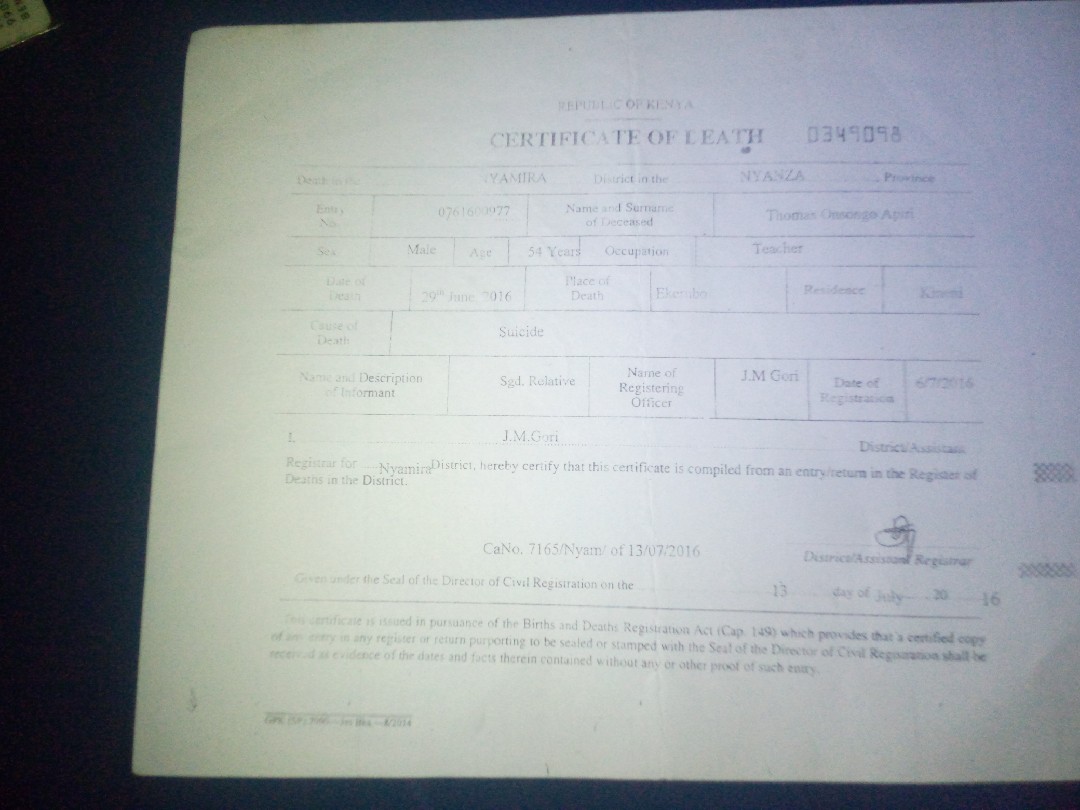 REPUBLIC OF KENYA
CERTIFICATE OF DEATH 0349098
Death in the NYAMIRA District in the NYANZA Province
Entry No. 0761600977 Name and Surname of Deceased Thomas Onsongo
Sex Male Age 54 Years Occupation Teacher
Date of Death 29th June, 2016 Place of Death Ekerubo Residence
Cause of Death Suicide
Name and Description of Informant Sgd. Relative Name of Registering Officer J.M Gori Date of Registration 6/7/2016
I, J.M.Gori District/Assistant
Registrar for Nyamira District, hereby certify that this certificate is compiled from an entry/return in the Register of
Deaths in the District.
CaNo. 7165/Nyam/ of 13/07/2016
District/Assistant Registrar
Given under the Seal of the Director of Civil Registration on the 13 day of July 20 16
This certificate is issued in pursuance of the Births and Deaths Registration Act (Cap. 149) which provides that a certified copy
of any entry in any register or return purporting to be sealed or stamped with the Seal of the Director of Civil Registration shall be
received as evidence of the dates and facts therein contained without any or other proof of such entry.